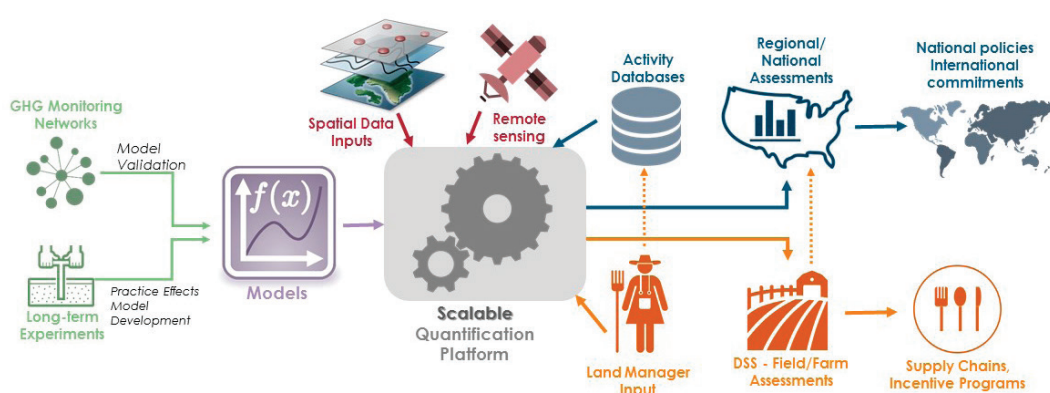 GHG Monitoring
Networks
Model
Validation
Long-term
Experiments
Practice Effects
Model
Development
f(x)
Models
Spatial Data
Inputs
Remote
sensing
Scalable
Quantification
Platform
Activity
Databases
Land Manager
Input
Regional/
National
Assessments
National policies
International
commitments
DSS - Field/Farm
Assessments
Supply Chains,
Incentive Programs